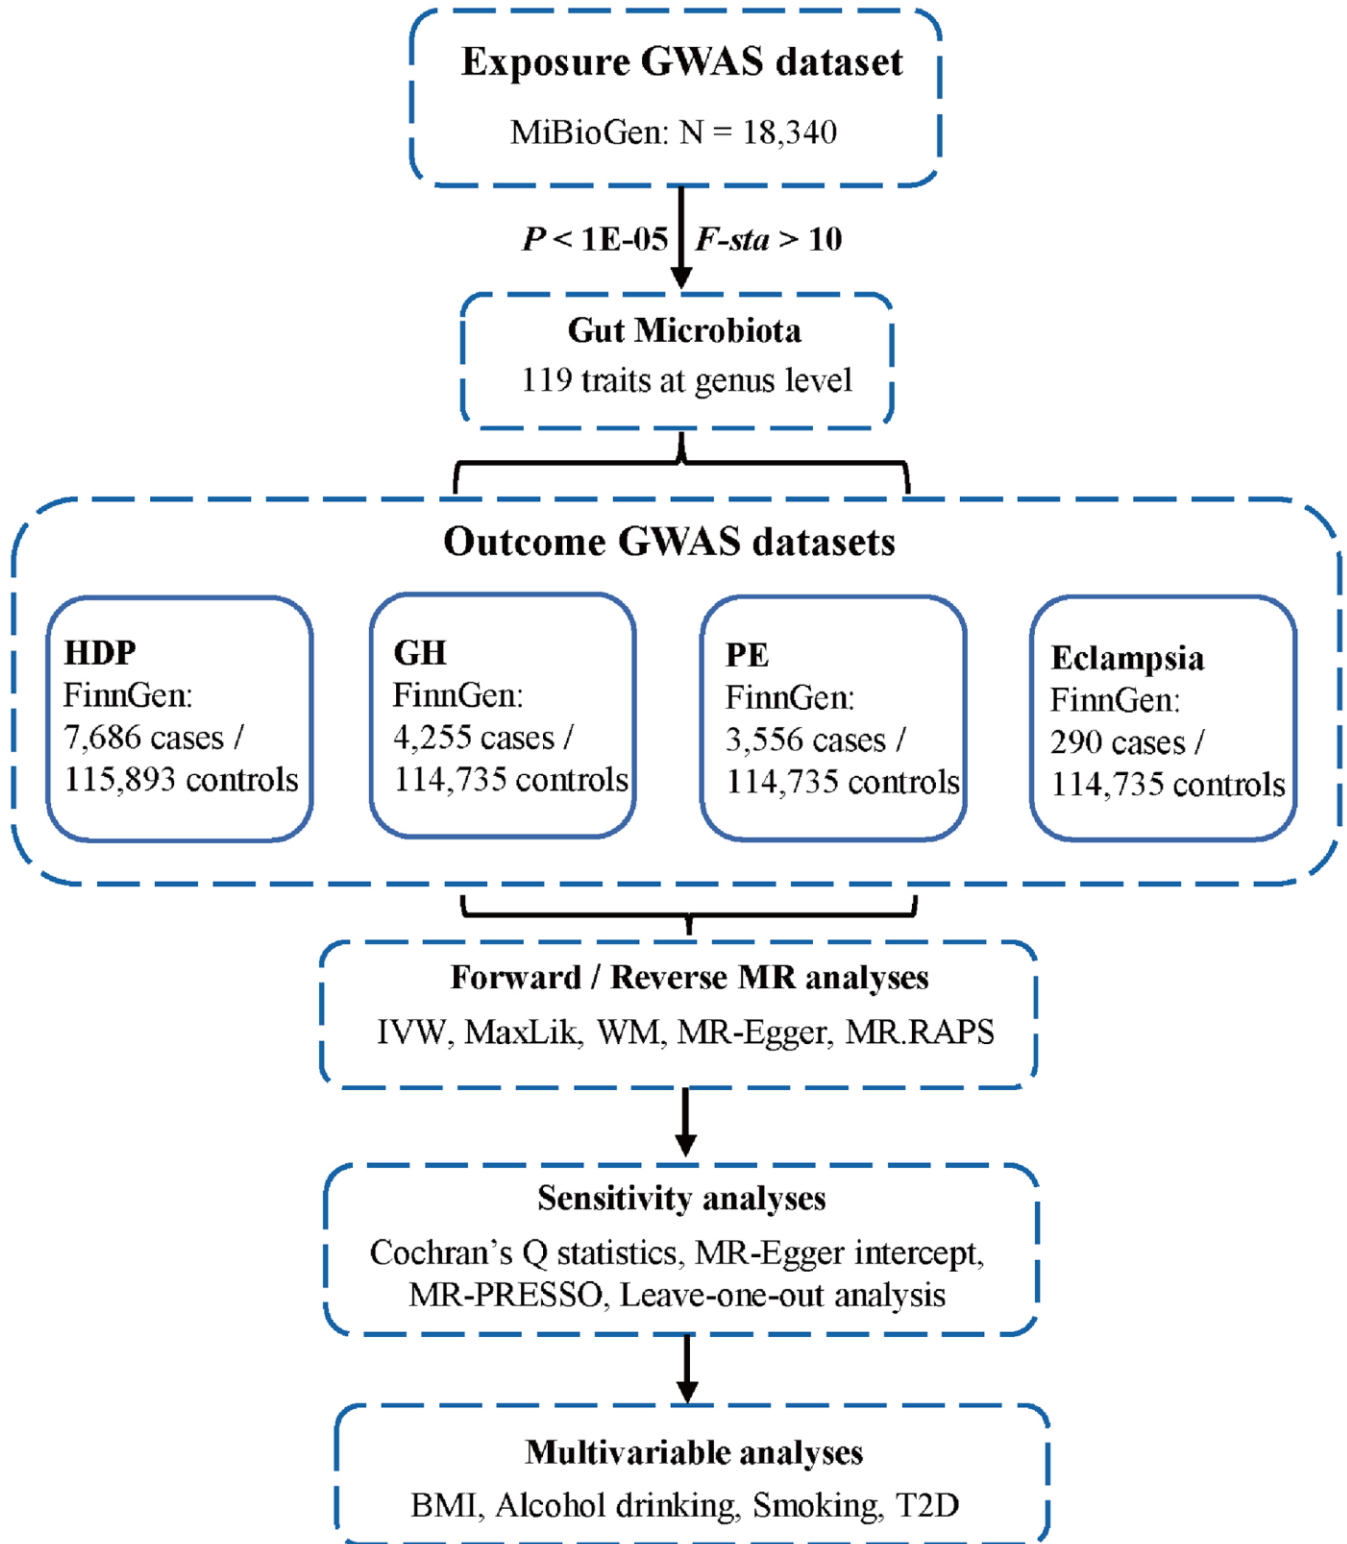 Exposure GWAS dataset
MiBioGen: N = 18,340
P < 1E-05 F-sta > 10
Gut Microbiota
119 traits at genus level
Outcome GWAS datasets
HDP
FinnGen:
7,686 cases /
115,893 controls
GH
FinnGen:
4,255 cases /
114,735 controls
PE
FinnGen:
3,556 cases /
114,735 controls
Eclampsia
FinnGen:
290 cases /
114,735 controls
Forward / Reverse MR analyses
IVW, MaxLik, WM, MR-Egger, MR.RAPS
Sensitivity analyses
Cochran’s Q statistics, MR-Egger intercept,
MR-PRESSO, Leave-one-out analysis
Multivariable analyses
BMI, Alcohol drinking, Smoking, T2D